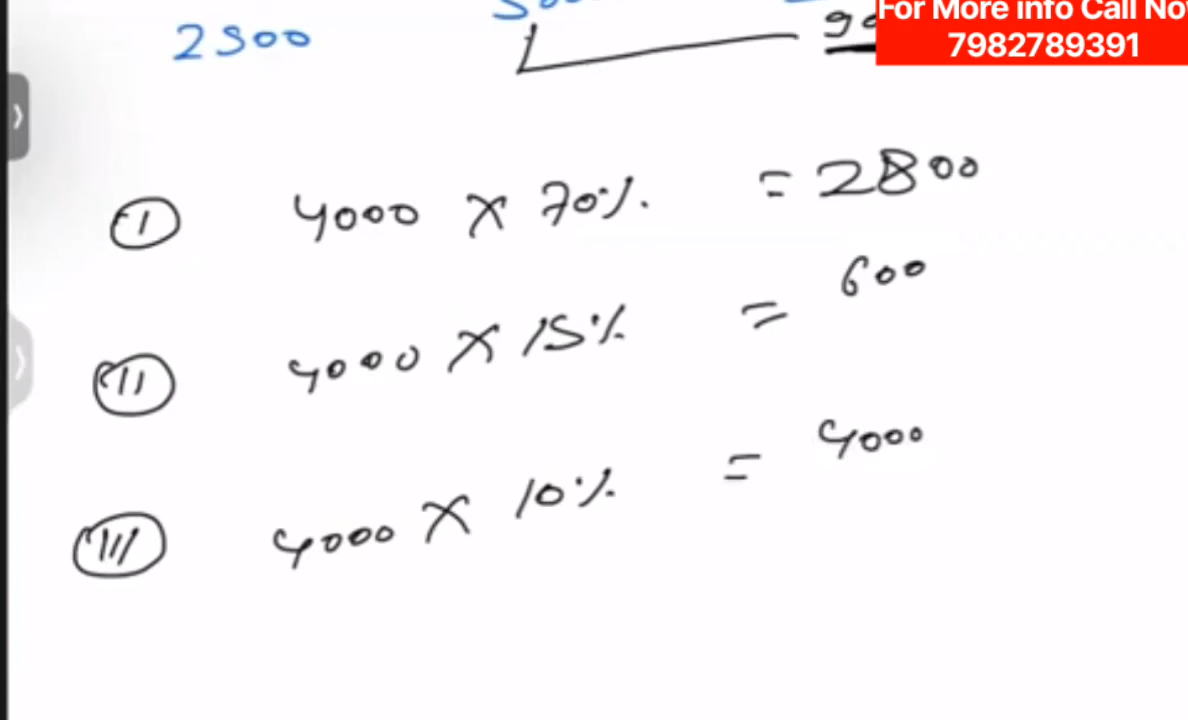 For More info Call No
7982789391
2500
(I) 4000 X 70% = 2800
(II) 4000 X 15% = 600
(III) 4000 X 10% = 4000